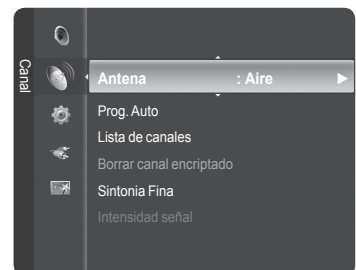 Canal
Antena : Aire
Prog. Auto
Lista de canales
Borrar canal encriptado
Sintonia Fina
Intensidad señal